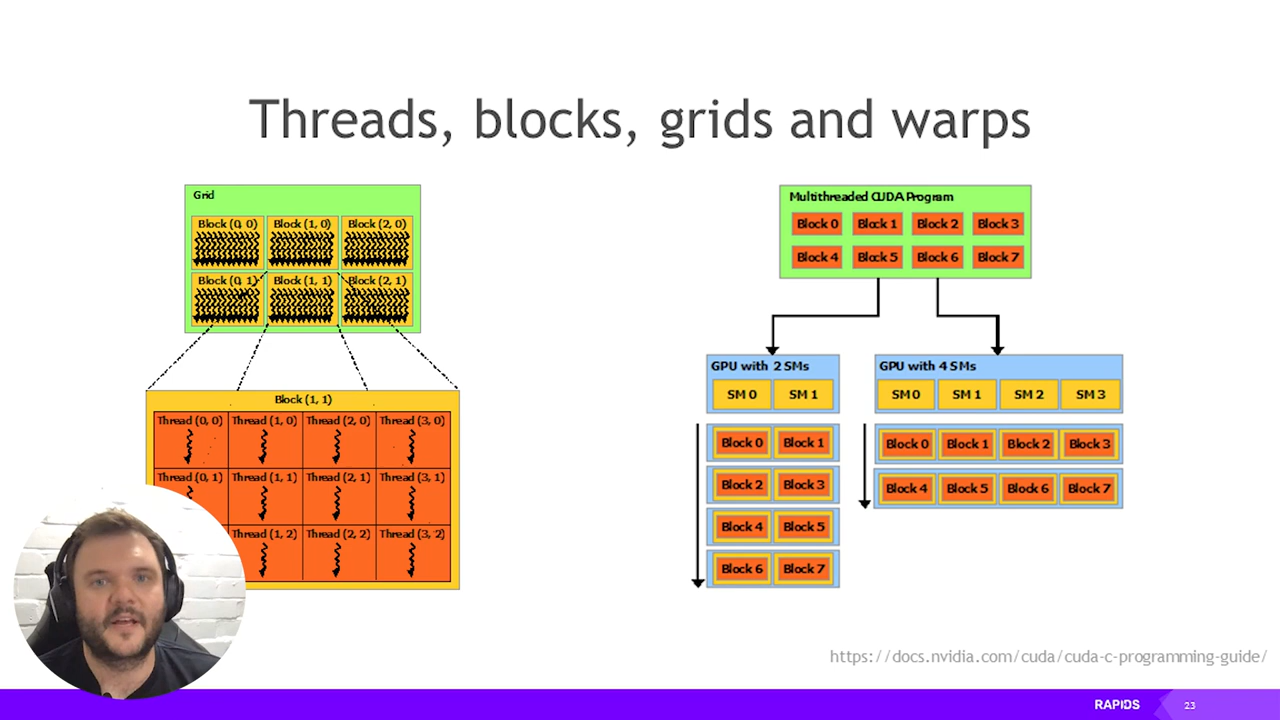 Threads, blocks, grids and warps
Grid
Block (0, 0) Block (1, 0) Block (2, 0)
Block (0, 1) Block (1, 1) Block (2, 1)
Block (1, 1)
Thread (0, 0) Thread (1, 0) Thread (2, 0) Thread (3, 0)
Thread (0, 1) Thread (1, 1) Thread (2, 1) Thread (3, 1)
Thread (1, 2) Thread (2, 2) Thread (3, 2)
Multithreaded CUDA Program
Block 0 Block 1 Block 2 Block 3
Block 4 Block 5 Block 6 Block 7
GPU with 2 SMs
SM 0 SM 1
Block 0 Block 1
Block 2 Block 3
Block 4 Block 5
Block 6 Block 7
GPU with 4 SMs
SM 0 SM 1 SM 2 SM 3
Block 0 Block 1 Block 2 Block 3
Block 4 Block 5 Block 6 Block 7
https://docs.nvidia.com/cuda/cuda-c-programming-guide/
RAPIDS 23